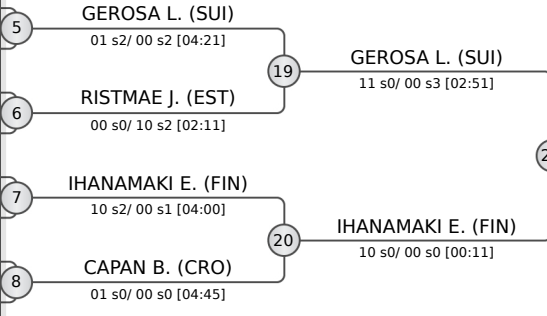 5
GEROSA L. (SUI)
01 s2/ 00 s2 [04:21]
19
GEROSA L. (SUI)
11 s0/ 00 s3 [02:51]
6
RISTMAE J. (EST)
00 s0/ 10 s2 [02:11]
7
IHANAMAKI E. (FIN)
10 s2/ 00 s1 [04:00]
20
IHANAMAKI E. (FIN)
10 s0/ 00 s0 [00:11]
8
CAPAN B. (CRO)
01 s0/ 00 s0 [04:45]